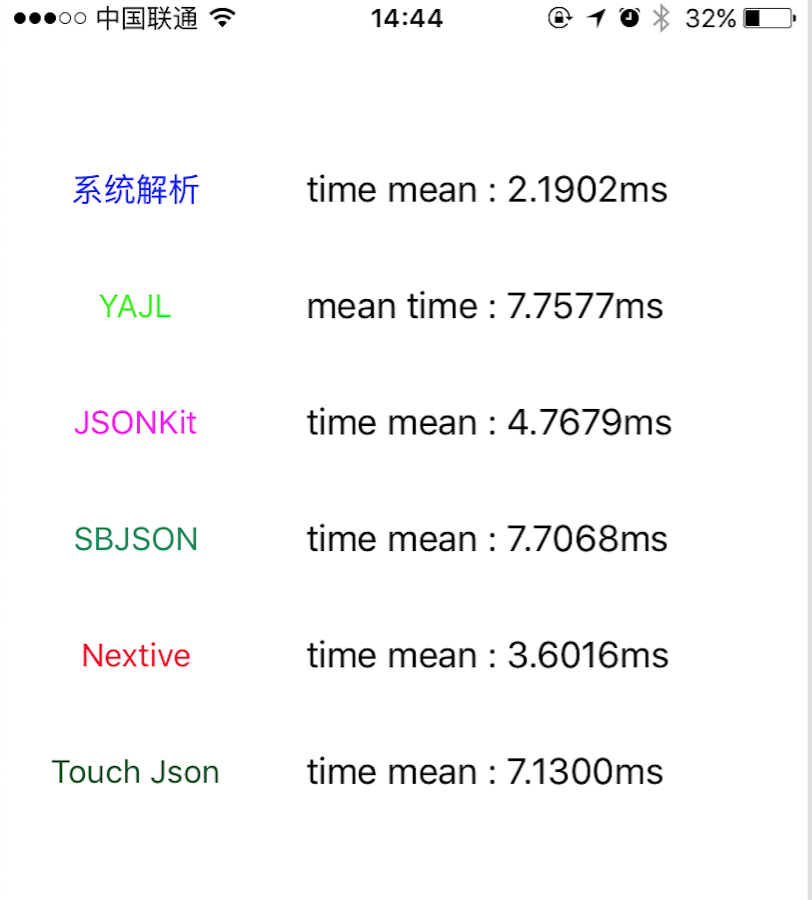 中国联通 14:44 32%
系统解析 time mean : 2.1902ms
YAJL mean time : 7.7577ms
JSONKit time mean : 4.7679ms
SBJSON time mean : 7.7068ms
Nextive time mean : 3.6016ms
Touch Json time mean : 7.1300ms